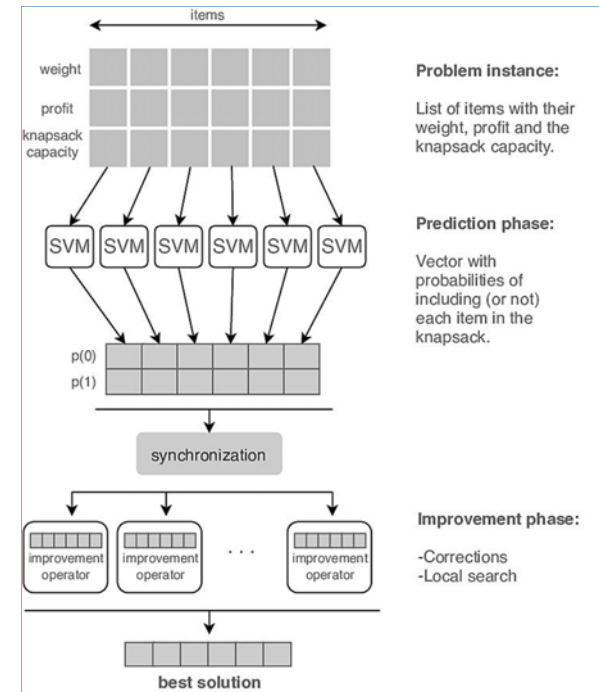 items
weight
profit
knapsack
capacity
Problem instance:
List of items with their
weight, profit and the
knapsack capacity.
SVM SVM SVM SVM SVM SVM
Prediction phase:
Vector with
probabilities of
including (or not)
each item in the
knapsack.
p(0)
p(1)
synchronization
improvement
operator
improvement
operator
. . .
improvement
operator
Improvement phase:
-Corrections
-Local search
best solution